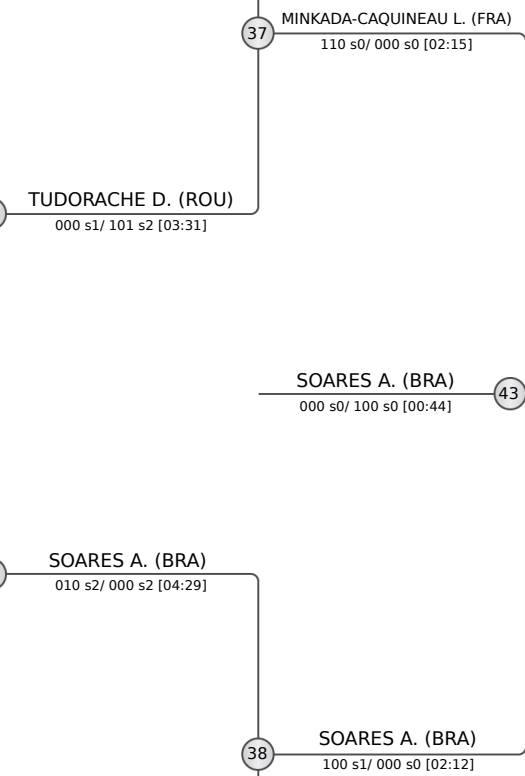 37
MINKADA-CAQUINEAU L. (FRA)
110 s0/ 000 s0 [02:15]
TUDORACHE D. (ROU)
000 s1/ 101 s2 [03:31]
SOARES A. (BRA)
43
000 s0/ 100 s0 [00:44]
SOARES A. (BRA)
010 s2/ 000 s2 [04:29]
38
SOARES A. (BRA)
100 s1/ 000 s0 [02:12]